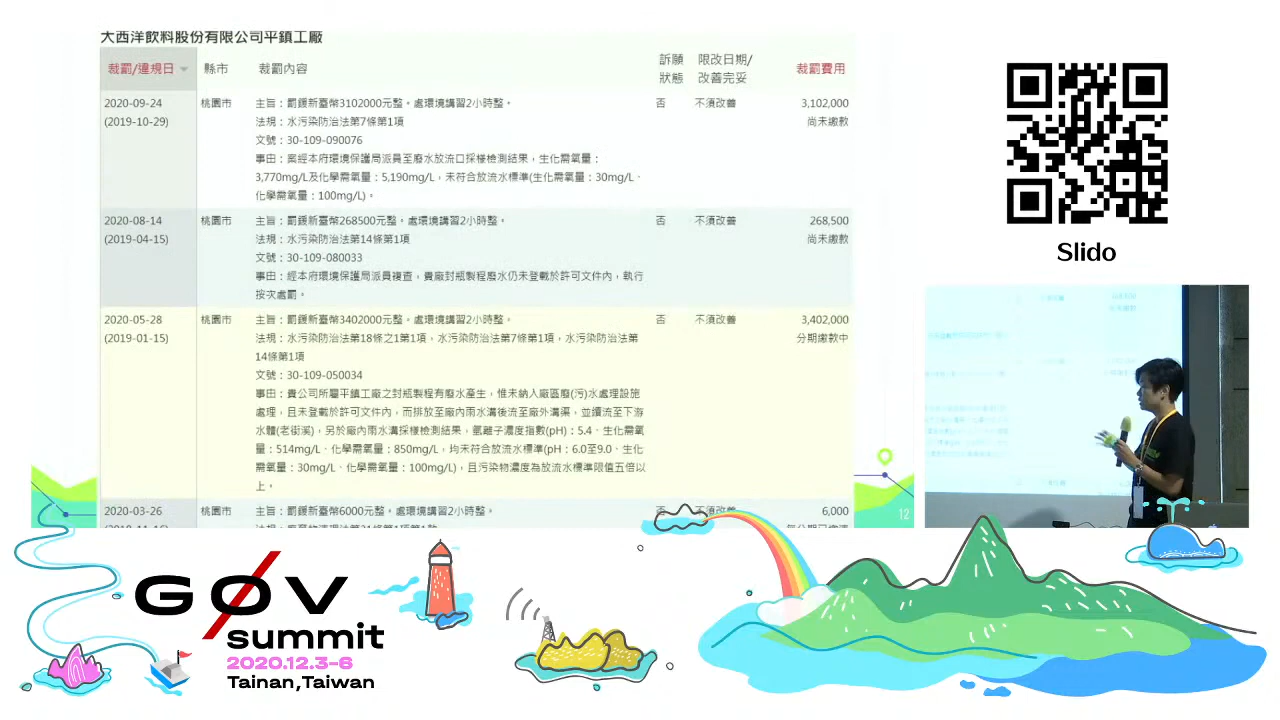 大西洋飲料股份有限公司平鎮工廠
裁罰/違規日 縣市 裁罰內容 訴願狀態 限改日期/改善完妥 裁罰費用
2020-09-24 桃園市 主旨：罰鍰新臺幣3102000元整。處環境講習2小時整。 否 不須改善 3,102,000
(2019-10-29) 法規：水污染防治法第7條第1項 尚未繳款
文號：30-109-090076
事由：案經本府環境保護局派員至廢水放流口採樣檢測結果，生化需氧量：
3,770mg/L及化學需氧量：5,190mg/L，未符合放流水標準(生化需氧量：30mg/L、
化學需氧量：100mg/L)。
2020-08-14 桃園市 主旨：罰鍰新臺幣268500元整。處環境講習2小時整。 否 不須改善 268,500
(2019-04-15) 法規：水污染防治法第14條第1項 尚未繳款
文號：30-109-080033
事由：經本府環境保護局派員複查，貴廠封瓶製程廢水仍未登載於許可文件內，執行
按次處罰。
2020-05-28 桃園市 主旨：罰鍰新臺幣3402000元整。處環境講習2小時整。 否 不須改善 3,402,000
(2019-01-15) 法規：水污染防治法第18條之1第1項，水污染防治法第7條第1項，水污染防治法第 分期繳款中
14條第1項
文號：30-109-050034
事由：貴公司所屬平鎮工廠之封瓶製程有廢水產生，惟未納入廠區廢(污)水處理設施
處理，且未登載於許可文件內，而排放至廠內雨水溝後流至廠外溝渠，並續流至下游
水體(老街溪)，另於廠內雨水溝採樣檢測結果，氫離子濃度指數(pH)：5.4、生化需氧
量：514mg/L、化學需氧量：850mg/L，均未符合放流水標準(pH：6.0至9.0、生化
需氧量：30mg/L、化學需氧量：100mg/L)，且污染物濃度為放流水標準限值五倍以
上。
2020-03-26 桃園市 主旨：罰鍰新臺幣6000元整。處環境講習2小時整。 否 不須改善 6,000
12
Slido
GØV
summit
2020.12.3-6
Tainan,Taiwan